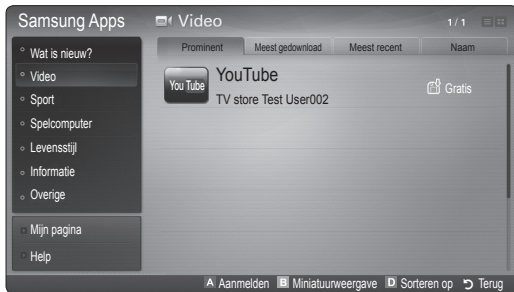 Samsung Apps
Video
1/1
Wat is nieuw?
Video
Sport
Spelcomputer
Levensstijl
Informatie
Overige
Mijn pagina
Help
Prominent
Meest gedownload
Meest recent
Naam
You Tube
YouTube
TV store Test User002
Gratis
A Aanmelden B Miniatuurweergave D Sorteren op Terug